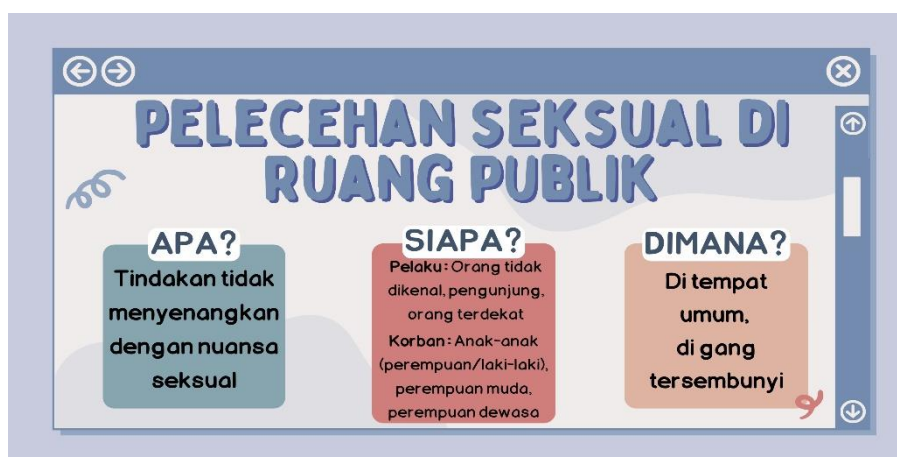 PELECEHAN SEKSUAL DI
RUANG PUBLIK
APA?
Tindakan tidak
menyenangkan
dengan nuansa
seksual
SIAPA?
Pelaku: Orang tidak
dikenal, pengunjung,
orang terdekat
Korban: Anak-anak
(perempuan/laki-laki),
perempuan muda,
perempuan dewasa
DIMANA?
Di tempat
umum,
di gang
tersembunyi